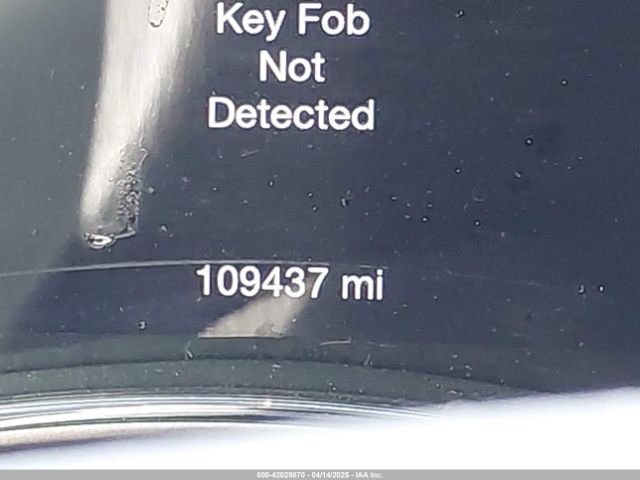 Key Fob
Not
Detected
109437 mi
000-42029870 - 04/14/2025 - IAA Inc.